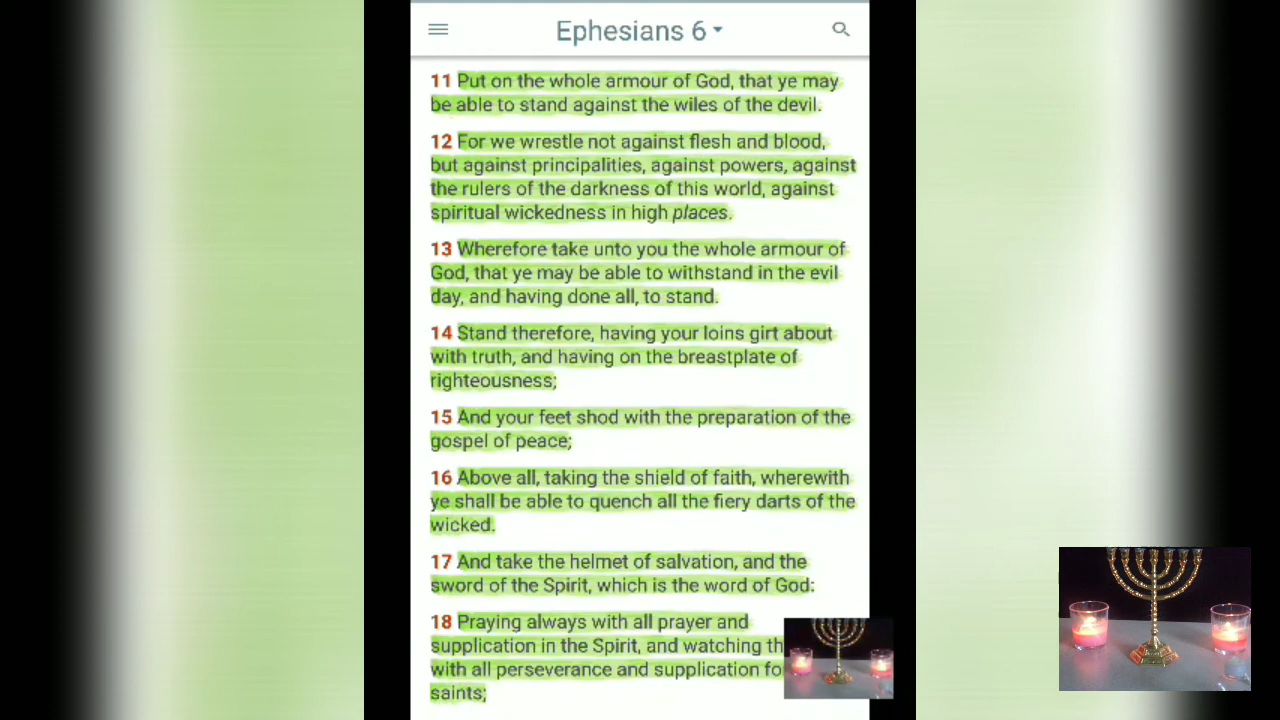 Ephesians 6
11 Put on the whole armour of God, that ye may
be able to stand against the wiles of the devil.
12 For we wrestle not against flesh and blood,
but against principalities, against powers, against
the rulers of the darkness of this world, against
spiritual wickedness in high places.
13 Wherefore take unto you the whole armour of
God, that ye may be able to withstand in the evil
day, and having done all, to stand.
14 Stand therefore, having your loins girt about
with truth, and having on the breastplate of
righteousness;
15 And your feet shod with the preparation of the
gospel of peace;
16 Above all, taking the shield of faith, wherewith
ye shall be able to quench all the fiery darts of the
wicked.
17 And take the helmet of salvation, and the
sword of the Spirit, which is the word of God:
18 Praying always with all prayer and
supplication in the Spirit, and watching
with all perseverance and supplication
saints;